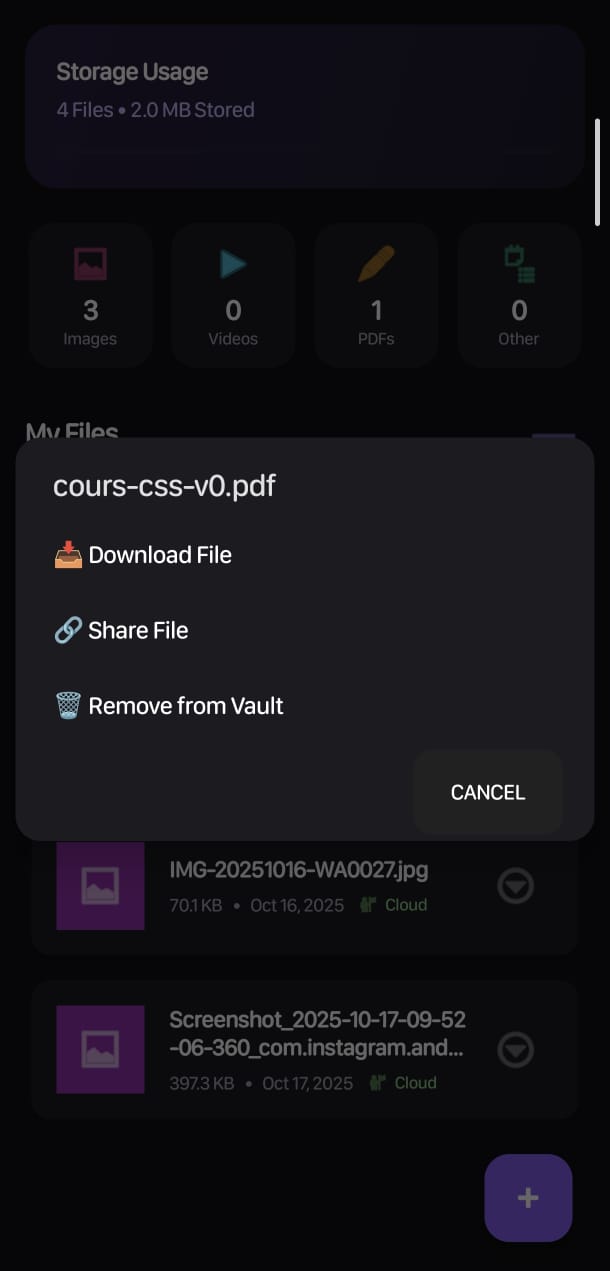 Storage Usage
4 Files • 2.0 MB Stored
3
Images
0
Videos
1
PDFs
0
Other
My Files
cours-css-v0.pdf
📥 Download File
🔗 Share File
🗑️ Remove from Vault
CANCEL
IMG-20251016-WA0027.jpg
70.1 KB • Oct 16, 2025 Cloud
Screenshot_2025-10-17-09-52
-06-360_com.instagram.and...
397.3 KB • Oct 17, 2025 Cloud
+